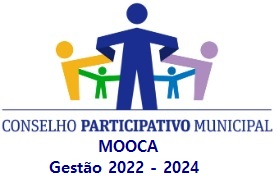 CONSELHO PARTICIPATIVO MUNICIPAL
MOOCA
Gestão 2022 - 2024